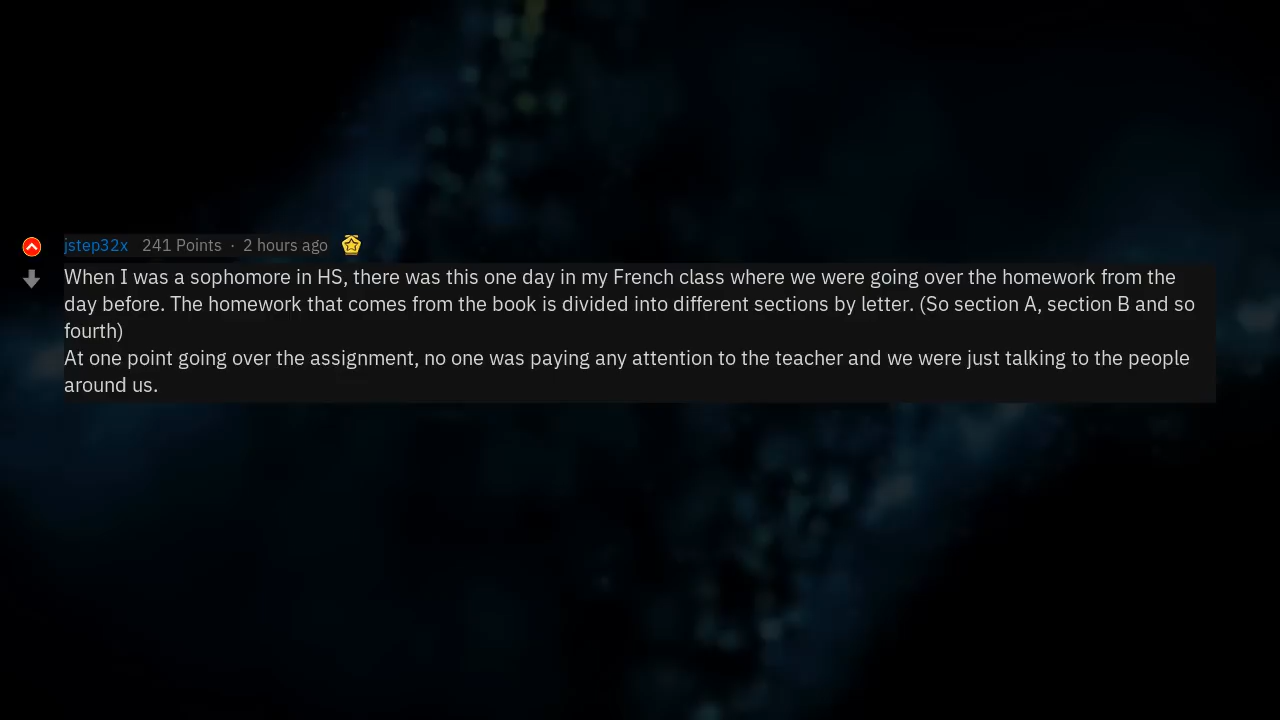 jstep32x 241 Points · 2 hours ago
When I was a sophomore in HS, there was this one day in my French class where we were going over the homework from the
day before. The homework that comes from the book is divided into different sections by letter. (So section A, section B and so
fourth)
At one point going over the assignment, no one was paying any attention to the teacher and we were just talking to the people
around us.